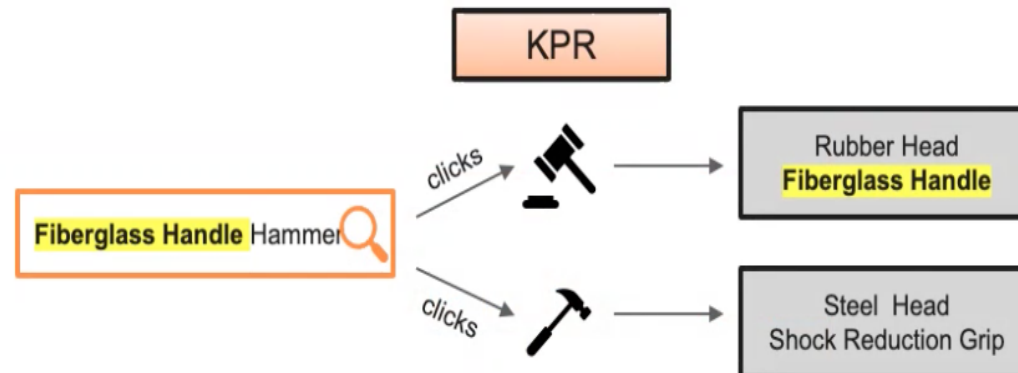 KPR
clicks
Rubber Head
Fiberglass Handle
Fiberglass Handle Hammer
clicks
Steel Head
Shock Reduction Grip